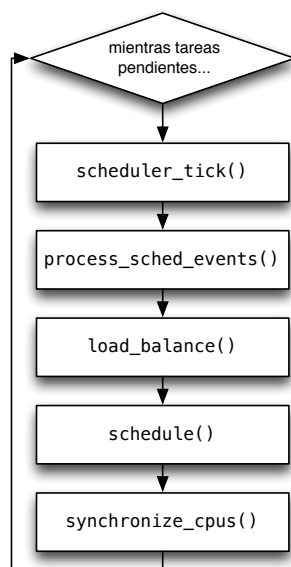 mientras tareas
pendientes...
scheduler_tick()
process_sched_events()
load_balance()
schedule()
synchronize_cpus()